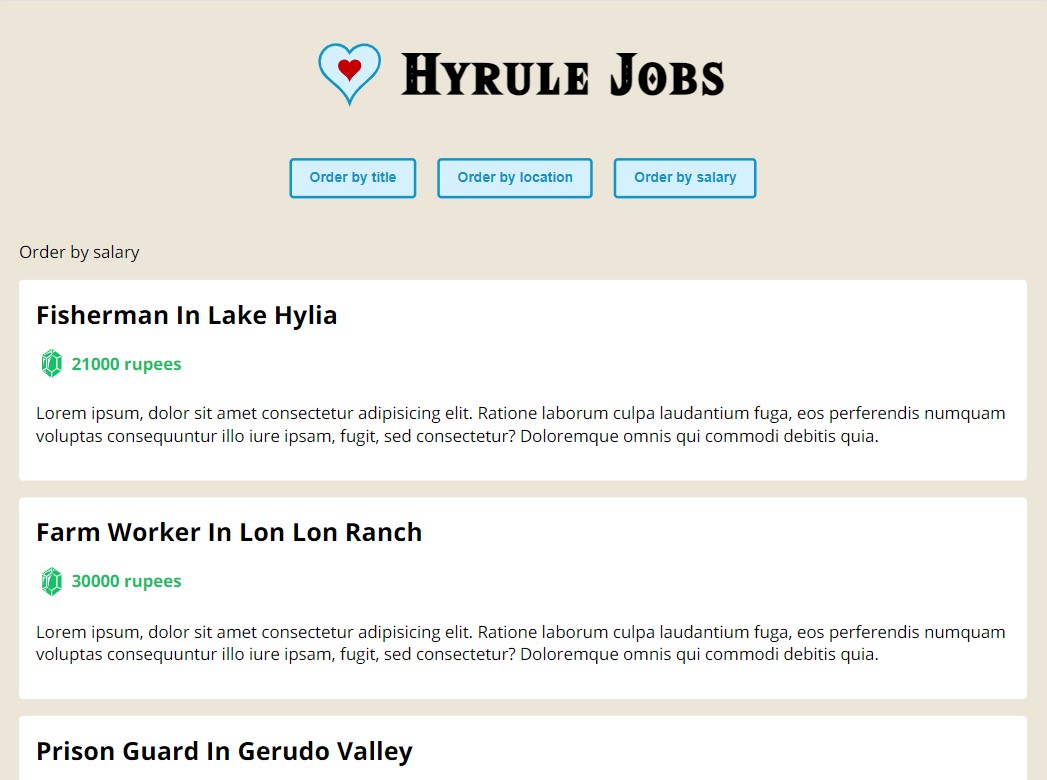 Hyrule Jobs
Order by title
Order by location
Order by salary
Order by salary
Fisherman In Lake Hylia
21000 rupees
Lorem ipsum, dolor sit amet consectetur adipisicing elit. Ratione laborum culpa laudantium fuga, eos perferendis numquam
voluptas consequuntur illo iure ipsam, fugit, sed consectetur? Doloremque omnis qui commodi debitis quia.
Farm Worker In Lon Lon Ranch
30000 rupees
Lorem ipsum, dolor sit amet consectetur adipisicing elit. Ratione laborum culpa laudantium fuga, eos perferendis numquam
voluptas consequuntur illo iure ipsam, fugit, sed consectetur? Doloremque omnis qui commodi debitis quia.
Prison Guard In Gerudo Valley